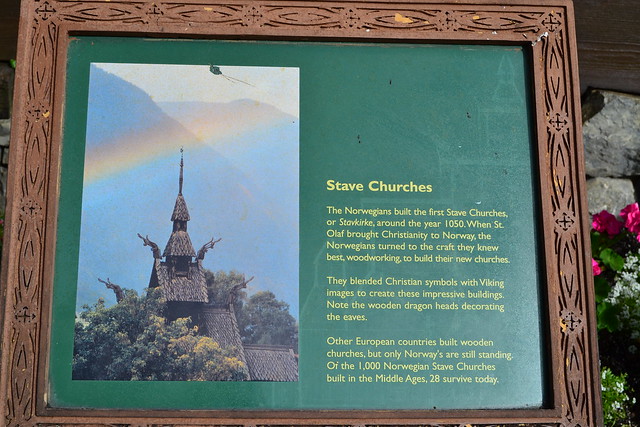 Stave Churches
The Norwegians built the first Stave Churches,
or Stavkirke, around the year 1050. When St.
Olaf brought Christianity to Norway, the
Norwegians turned to the craft they knew
best, woodworking, to build their new churches.
They blended Christian symbols with Viking
images to create these impressive buildings.
Note the wooden dragon heads decorating
the eaves.
Other European countries built wooden
churches, but only Norway's are still standing.
Of the 1,000 Norwegian Stave Churches
built in the Middle Ages, 28 survive today.